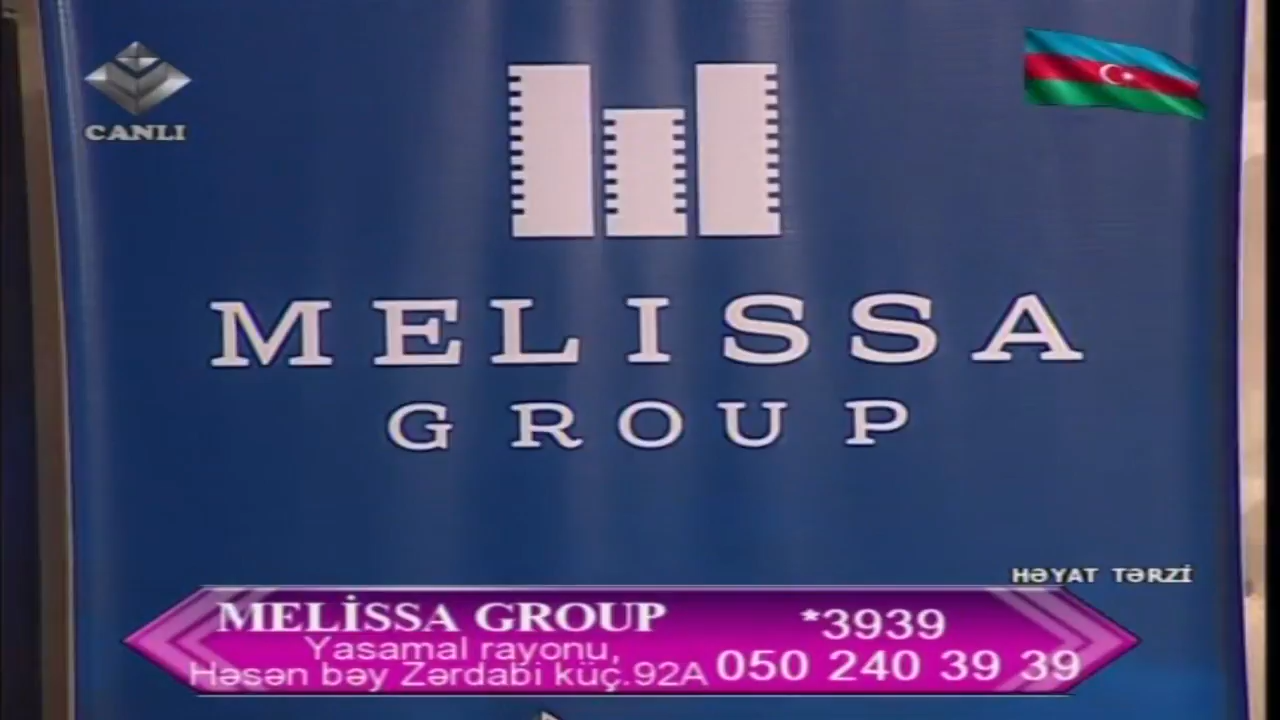 CANLI
MELISSA
GROUP
HƏYAT TƏRZİ
MELİSSA GROUP
*3939
Yasamal rayonu,
Həsən bəy Zərdabi küç.92A
050 240 39 39